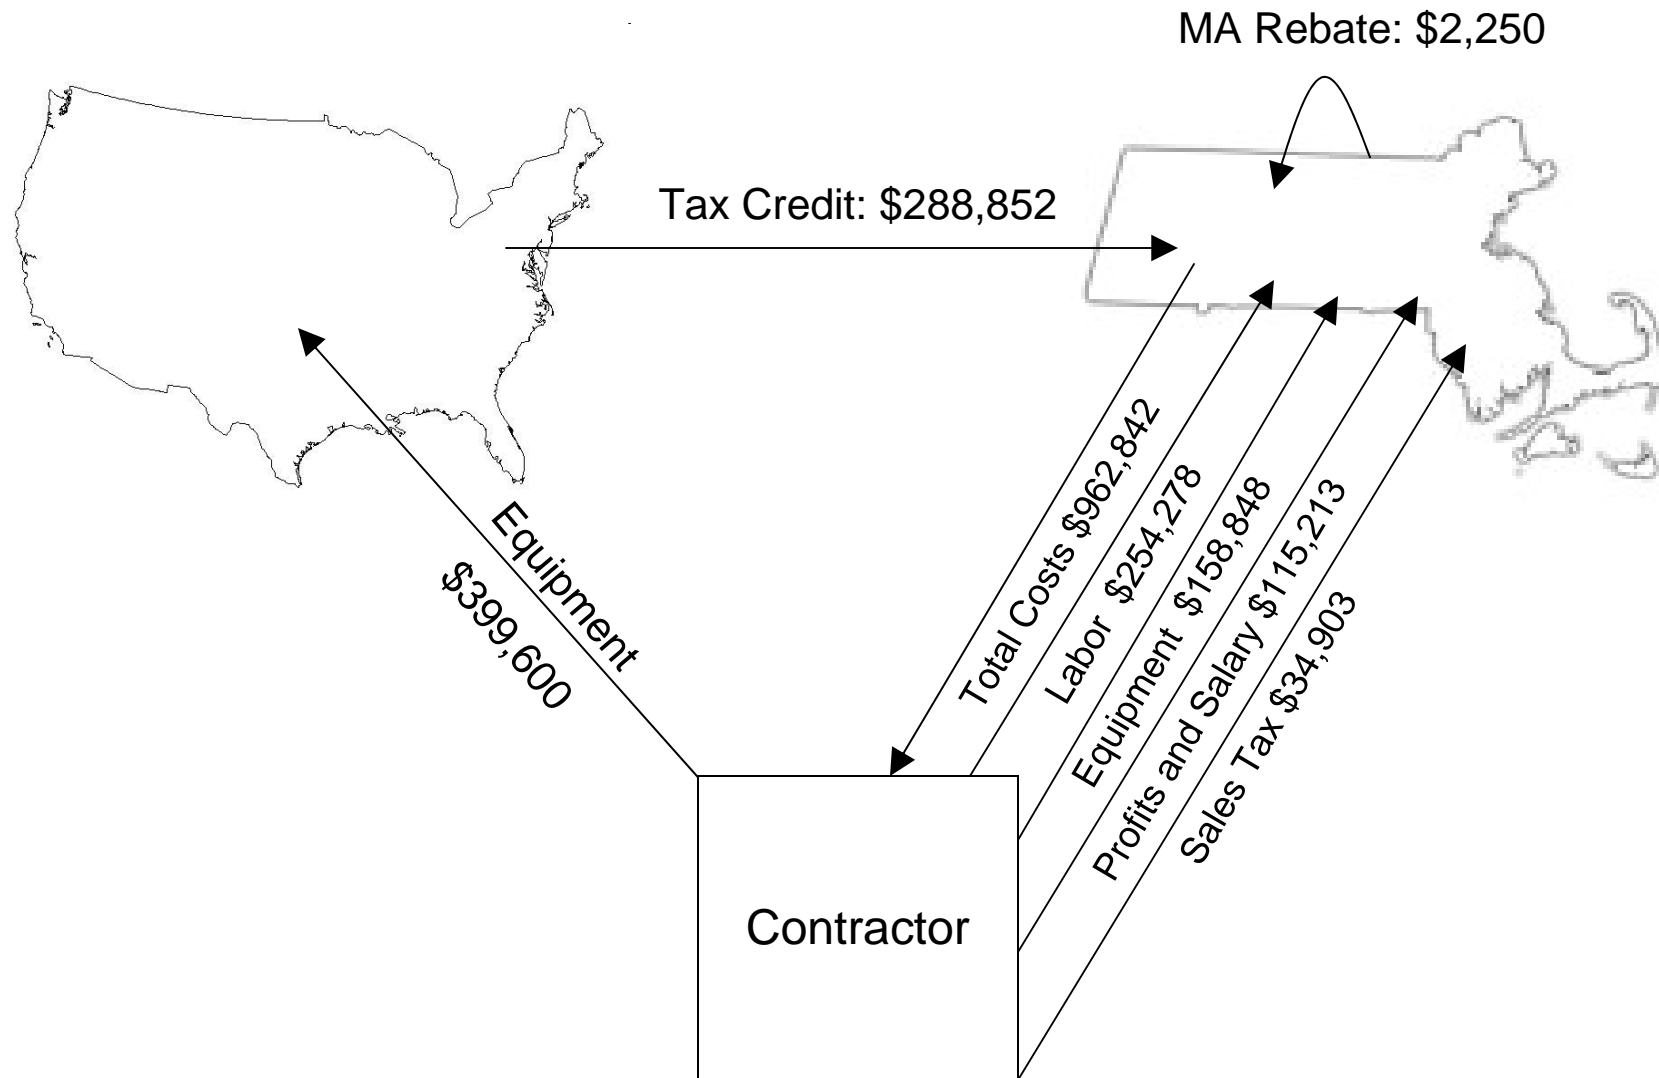 MA Rebate: $2,250
Tax Credit: $288,852
Equipment
$399,600
Total Costs $962,842
Labor $254,278
Equipment $158,848
Profits and Salary $115,213
Sales Tax $34,903
Contractor